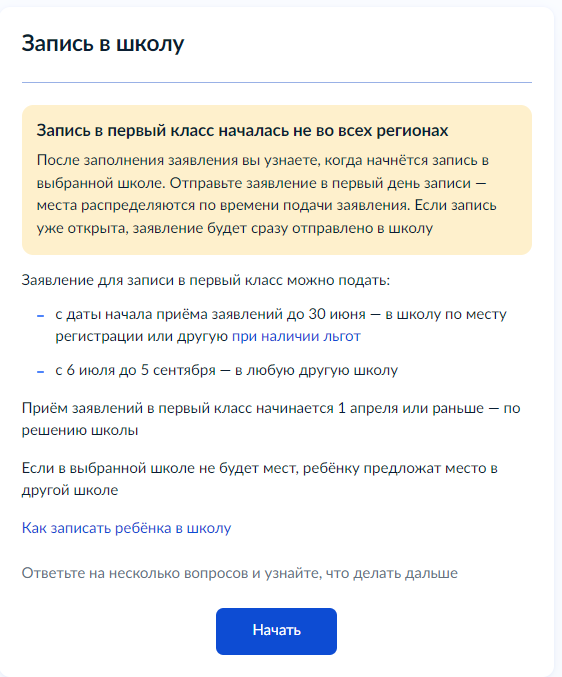 Запись в школу
Запись в первый класс началась не во всех регионах
После заполнения заявления вы узнаете, когда начнётся запись в
выбранной школе. Отправьте заявление в первый день записи —
места распределяются по времени подачи заявления. Если запись
уже открыта, заявление будет сразу отправлено в школу
Заявление для записи в первый класс можно подать:
– с даты начала приёма заявлений до 30 июня — в школу по месту
регистрации или другую при наличии льгот
– с 6 июля до 5 сентября — в любую другую школу
Приём заявлений в первый класс начинается 1 апреля или раньше — по
решению школы
Если в выбранной школе не будет мест, ребёнку предложат место в
другой школе
Как записать ребёнка в школу
Ответьте на несколько вопросов и узнайте, что делать дальше
Начать